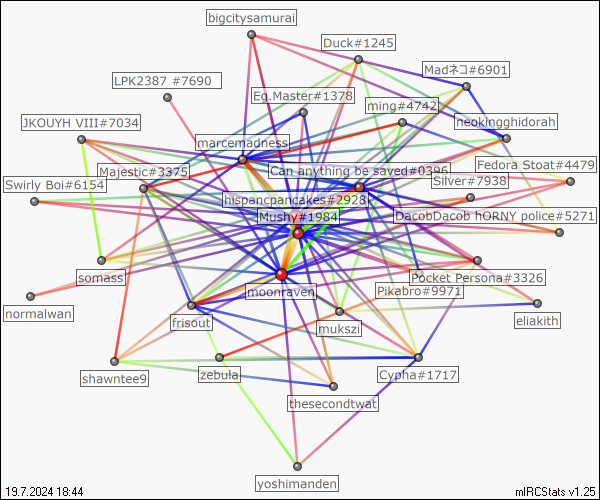 bigcitysamurai
Duck#1245
Madネコ#6901
LPK2387 #7690
Eg.Master#1378
ming#4742
JKOUYH VIII#7034
neokingghidorah
marcemadness
Majestic#3375
Can anything be saved#0396
Fedora Stoat#4479
Swirly Boi#6154
Silver#7938
hispancpancakes#2928
Mushy#1984
DacobDacob hORNY police#5271
somass
Pocket Persona#3326
moonraven
Pikabro#9971
normalwan
frisout
mukszi
eliakith
shawntee9
zebula
Cypha#1717
thesecondtwat
yoshimanden
19.7.2024 18:44
mIRCStats v1.25